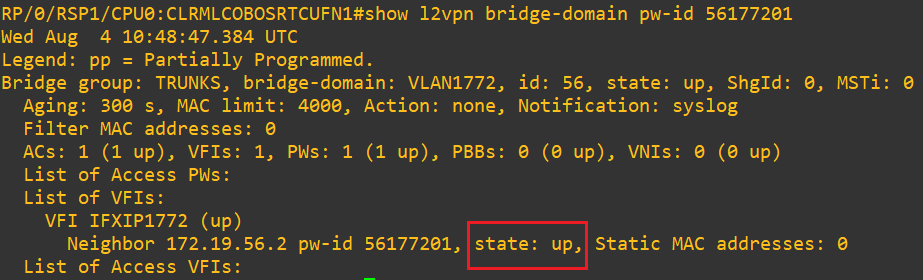 RP/0/RSP1/CPU0:CLRMLCOBOSRTCUFN1#show l2vpn bridge-domain pw-id 56177201
Wed Aug  4 10:48:47.384 UTC
Legend: pp = Partially Programmed.
Bridge group: TRUNKS, bridge-domain: VLAN1772, id: 56, state: up, ShgId: 0, MSTi: 0
  Aging: 300 s, MAC limit: 4000, Action: none, Notification: syslog
  Filter MAC addresses: 0
  ACs: 1 (1 up), VFIs: 1, PWs: 1 (1 up), PBBs: 0 (0 up), VNIs: 0 (0 up)
  List of Access PWs:
  List of VFIs:
    VFI IFXIP1772 (up)
      Neighbor 172.19.56.2 pw-id 56177201, state: up, Static MAC addresses: 0
  List of Access VFIs: